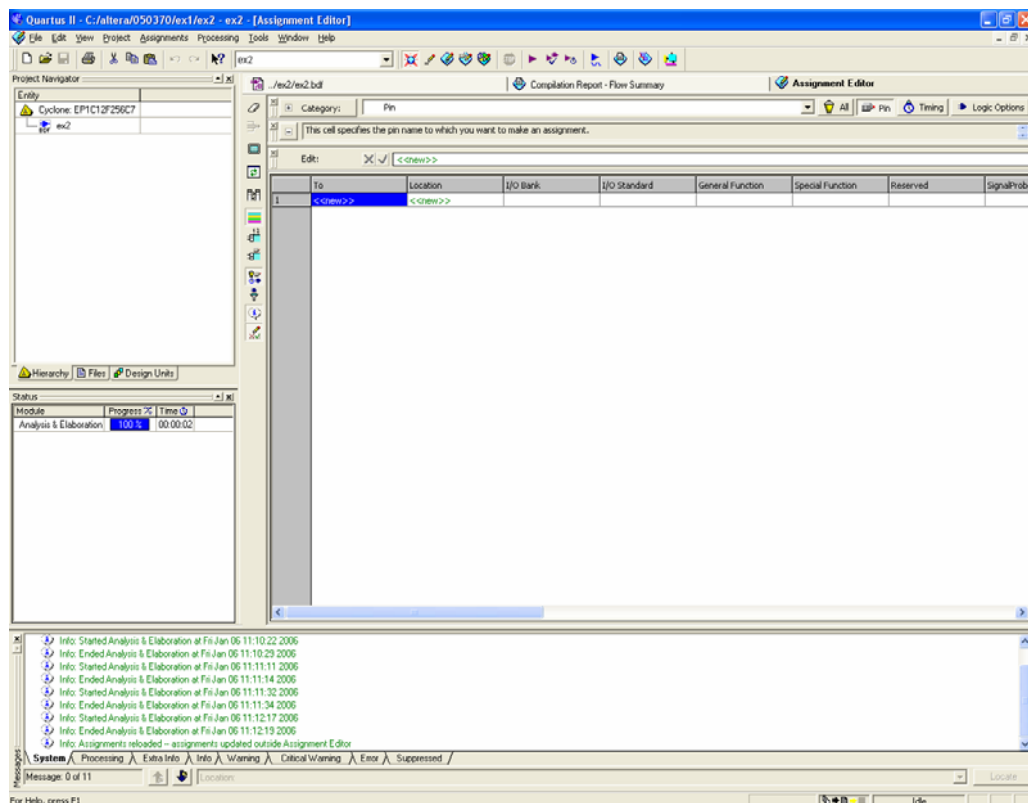 Quartus II - C:/altera/050370/ex1/ex2 - ex2 - [Assignment Editor]
File Edit View Project Assignments Processing Tools Window Help
ex2
Project Navigator
Entity
Cyclone: EP1C12F256C7
ex2
Hierarchy Files Design Units
Status
Module Progress % Time
Analysis & Elaboration 100 % 00:00:02
../ex2/ex2.bdf Compilation Report - Flow Summary Assignment Editor
Category: Pin All Pin Timing Logic Options
This cell specifies the pin name to which you want to make an assignment.
Edit: <<new>>
To Location I/O Bank I/O Standard General Function Special Function Reserved SignalProb
1 <<new>> <<new>>
Info: Started Analysis & Elaboration at Fri Jan 06 11:10:22 2006
Info: Ended Analysis & Elaboration at Fri Jan 06 11:10:29 2006
Info: Started Analysis & Elaboration at Fri Jan 06 11:11:11 2006
Info: Ended Analysis & Elaboration at Fri Jan 06 11:11:14 2006
Info: Started Analysis & Elaboration at Fri Jan 06 11:11:32 2006
Info: Ended Analysis & Elaboration at Fri Jan 06 11:11:34 2006
Info: Started Analysis & Elaboration at Fri Jan 06 11:12:17 2006
Info: Ended Analysis & Elaboration at Fri Jan 06 11:12:19 2006
Info: Assignments reloaded -- assignments updated outside Assignment Editor
System Processing Extra Info Info Warning Critical Warning Error Suppressed
Messages
Message: 0 of 11 Location: Locate
For Help, press F1 Idle